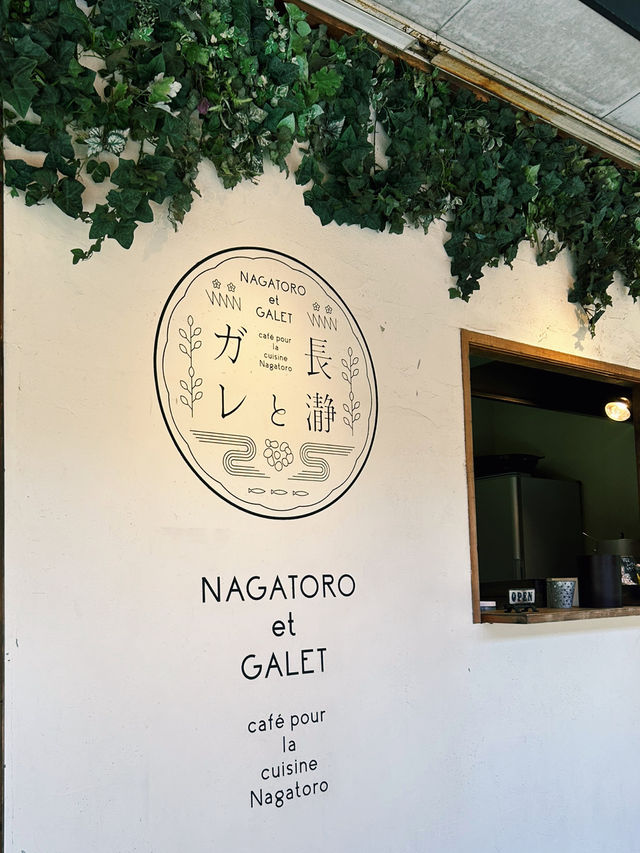 NAGATORO
et
GALET
café pour
la
cuisine
Nagatoro
長瀞
と
ガレ
NAGATORO
et
GALET
café pour
la
cuisine
Nagatoro
OPEN